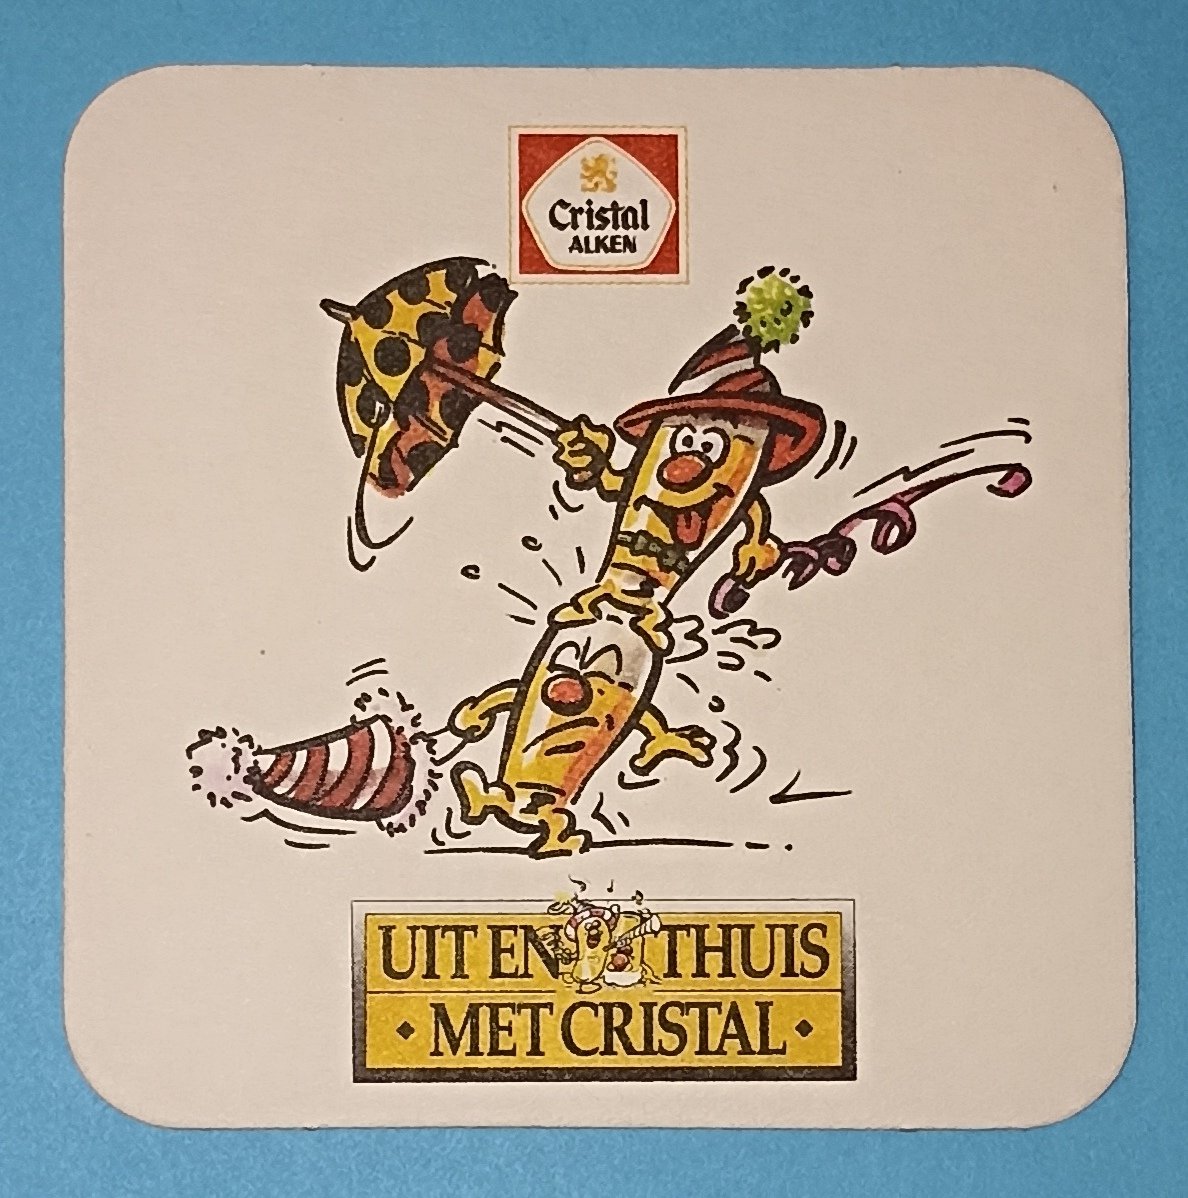 Cristal
ALKEN
UIT EN THUIS
• MET CRISTAL •